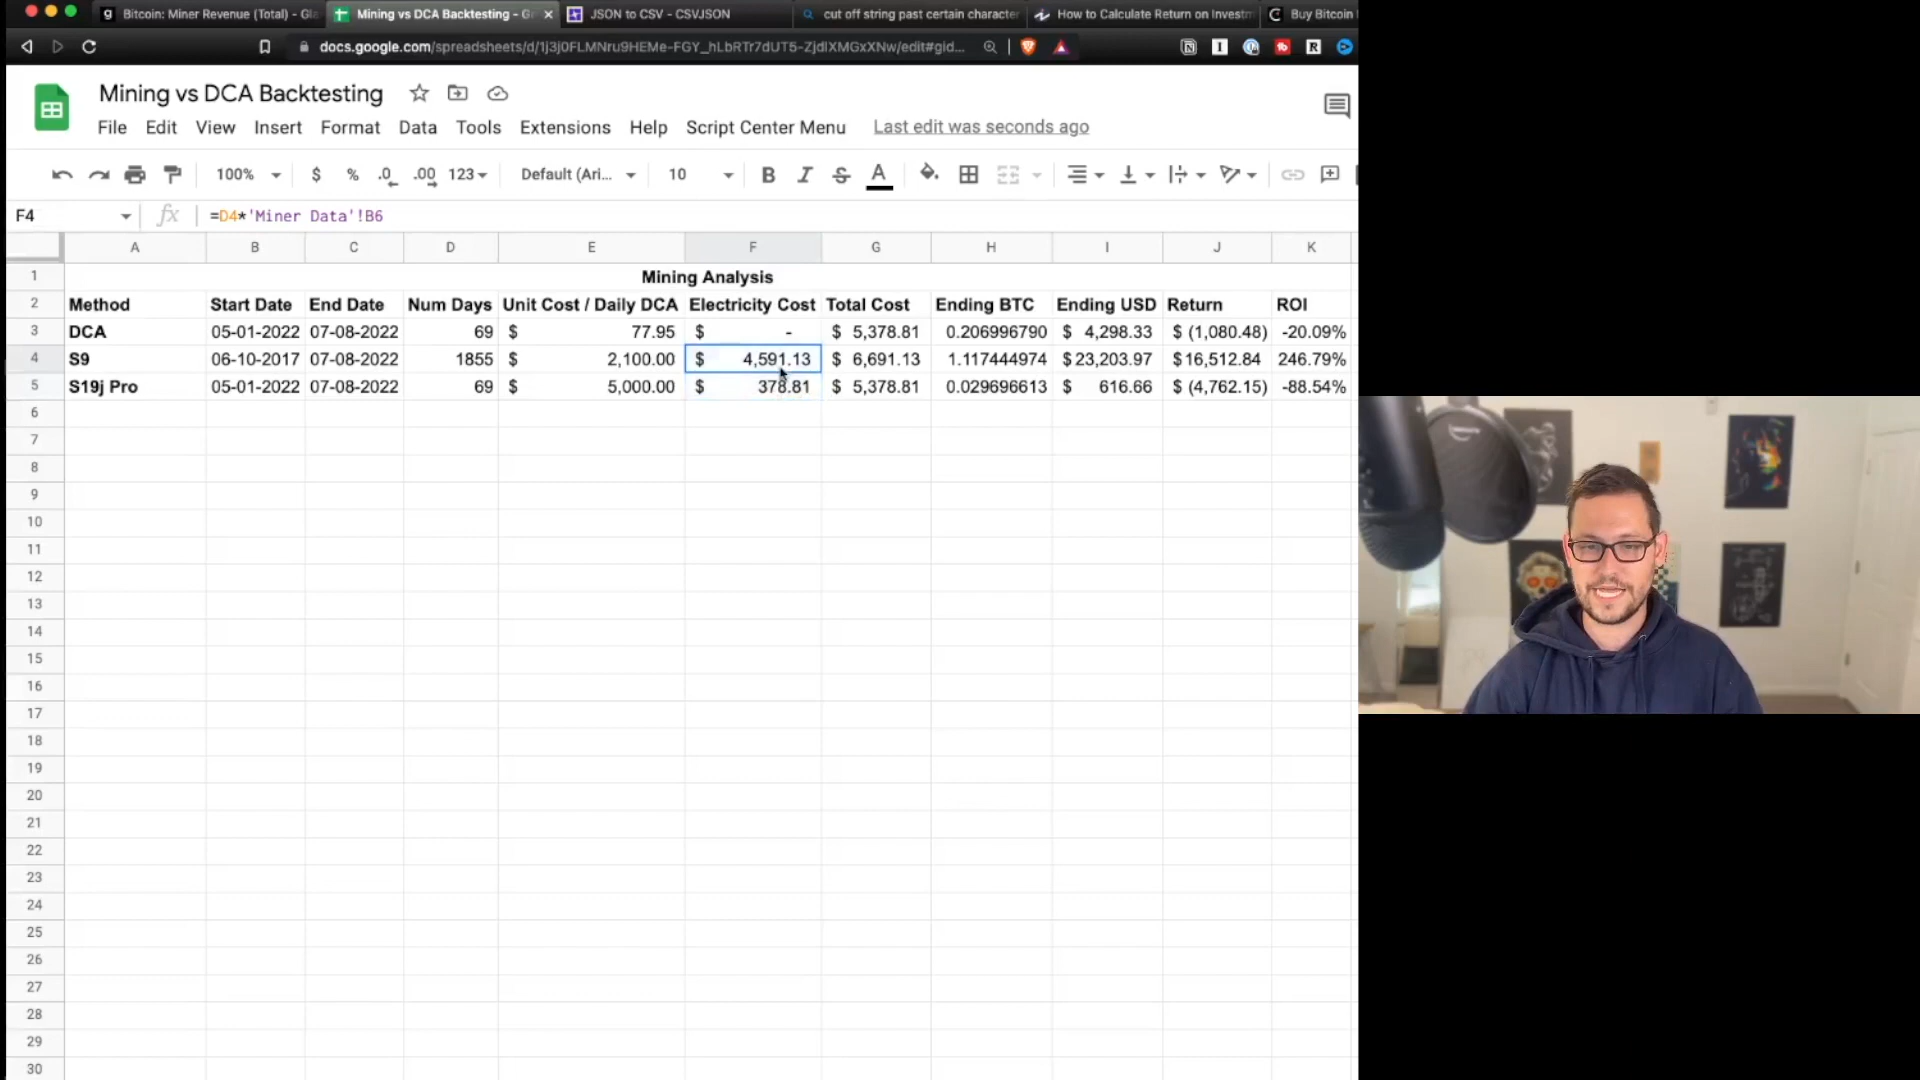 Bitcoin: Miner Revenue (Total) - Gla
Mining vs DCA Backtesting - G
JSON to CSV - CSVJSON
cut off string past certain character
How to Calculate Return on Investm
Buy Bitcoin
docs.google.com/spreadsheets/d/1j3j0FLMNru9HEMe-FGY_hLbRTr7dUT5-ZjdIXMGxXNw/edit#gid...
Mining vs DCA Backtesting
File Edit View Insert Format Data Tools Extensions Help Script Center Menu Last edit was seconds ago
100% $ % .0 .00 123 Default (Ari... 10 B I S A
F4 fx =D4*'Miner Data'!B6
A B C D E F G H I J K
1 Mining Analysis
2 Method Start Date End Date Num Days Unit Cost / Daily DCA Electricity Cost Total Cost Ending BTC Ending USD Return ROI
3 DCA 05-01-2022 07-08-2022 69 $ 77.95 $ - $ 5,378.81 0.206996790 $ 4,298.33 $ (1,080.48) -20.09%
4 S9 06-10-2017 07-08-2022 1855 $ 2,100.00 $ 4,591.13 $ 6,691.13 1.117444974 $ 23,203.97 $ 16,512.84 246.79%
5 S19j Pro 05-01-2022 07-08-2022 69 $ 5,000.00 $ 378.81 $ 5,378.81 0.029696613 $ 616.66 $ (4,762.15) -88.54%
6
7
8
9
10
11
12
13
14
15
16
17
18
19
20
21
22
23
24
25
26
27
28
29
30